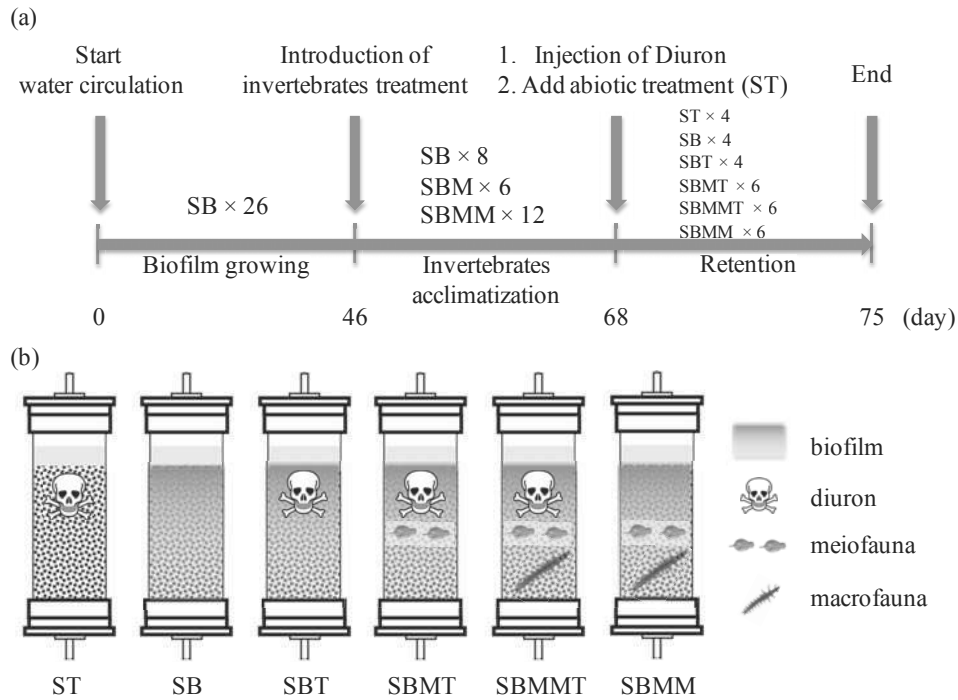 (a)
Start
water circulation
Introduction of
invertebrates treatment
1. Injection of Diuron
2. Add abiotic treatment (ST)
End
SB × 26
SB × 8
SBM × 6
SBMM × 12
ST × 4
SB × 4
SBT × 4
SBMT × 6
SBMMT × 6
SBMM × 6
Biofilm growing
Invertebrates
acclimatization
Retention
0 46 68 75 (day)
(b)
biofilm
diuron
meiofauna
macrofauna
ST SB SBT SBMT SBMMT SBMM